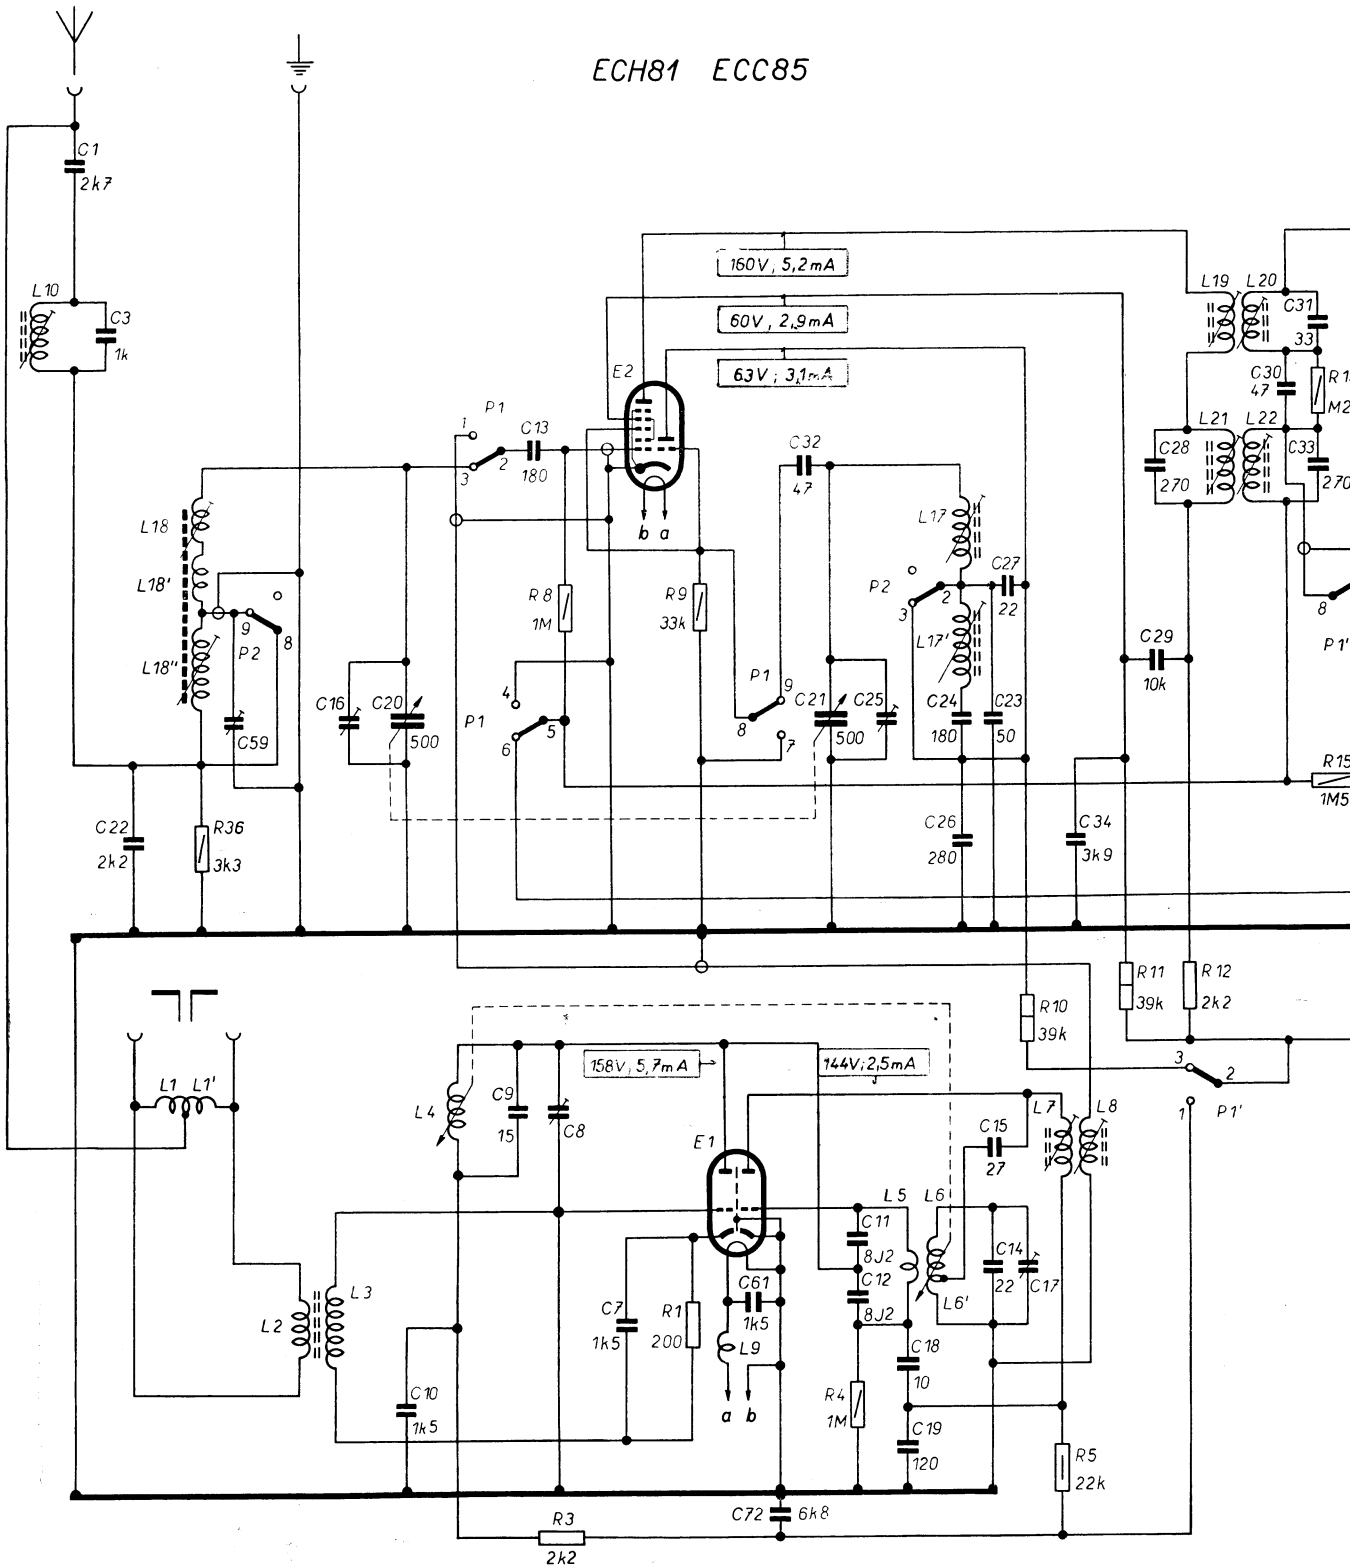 ECH81 ECC85
C1
2k7
160V; 5,2mA
L10
C3
1k
L19
L20
C31
33
60V, 2,9mA
63V; 3,1mA
E2
C30
47
P1
1
2
3
C13
180
C32
47
L21
L22
C28
270
C33
270
L18
L18'
L18"
b a
L17
C27
22
P2
2
3
L17'
R8
1M
R9
33k
9
8
P2
C59
C29
10k
8
P1'
C16
C20
500
4
P1
5
6
P1
9
8
7
C21
500
C25
C24
180
C23
50
R15
1M5
C22
2k2
R36
3k3
C26
280
C34
3k9
R11
39k
R12
2k2
R10
39k
158V; 5,7mA
144V; 2,5mA
3
2
1
P1'
L1
L1'
L4
C9
15
C8
E1
C15
27
L7
L8
L5
L6
C11
8J2
C12
8J2
C14
22
C17
L6'
C61
1k5
L2
L3
C7
1k5
R1
200
L9
C18
10
C10
1k5
a b
R4
1M
C19
120
R5
22k
R3
2k2
C72
6k8